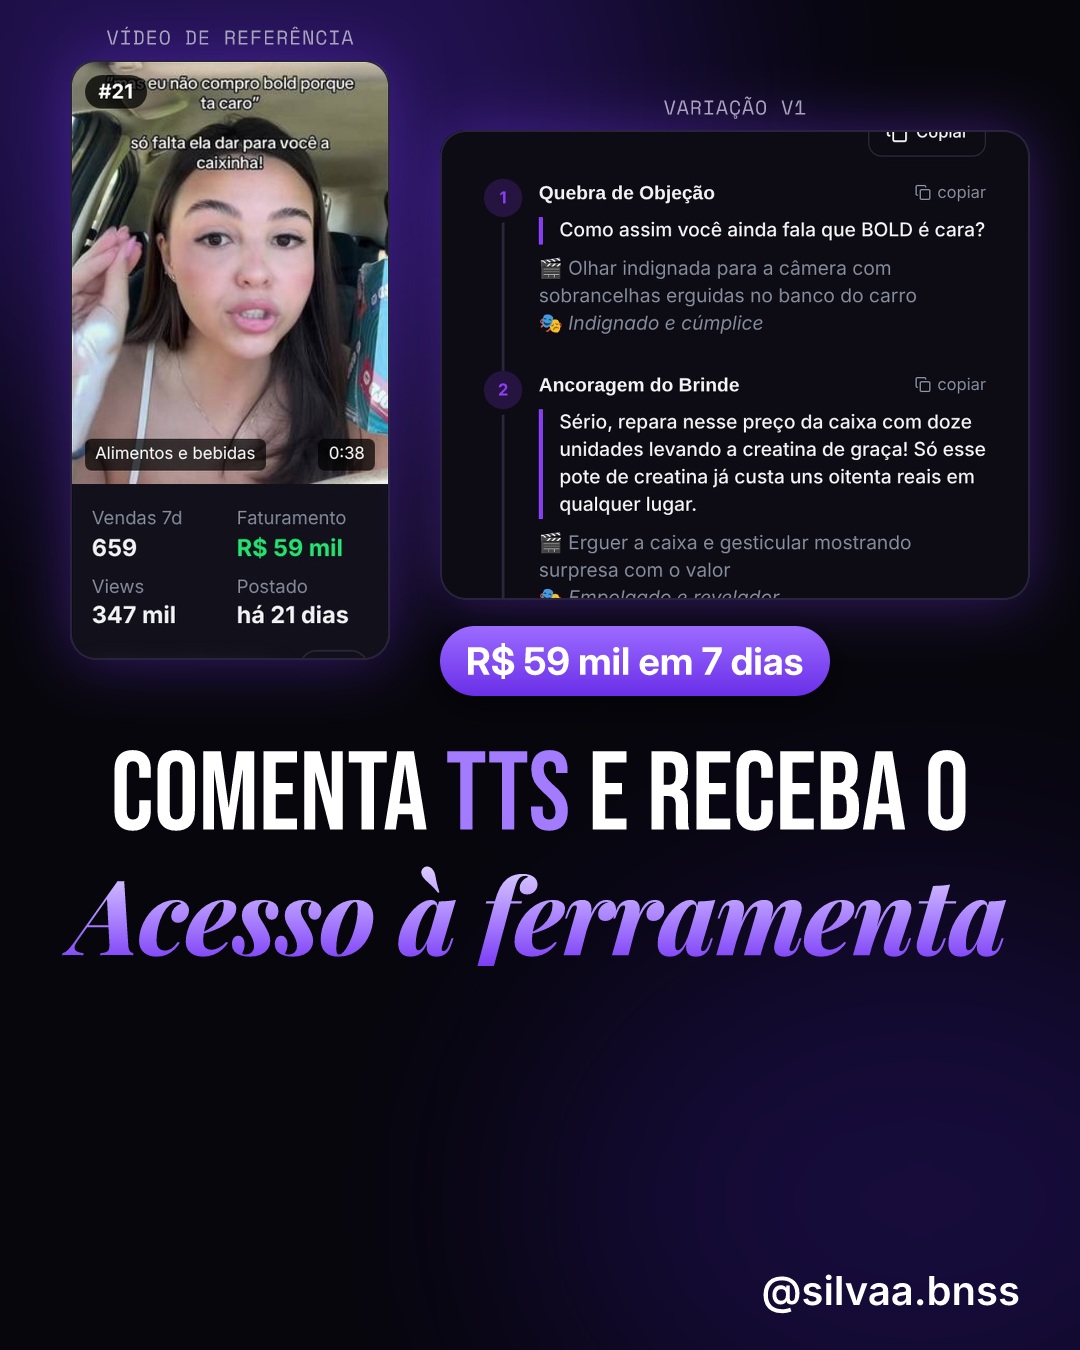 VÍDEO DE REFERÊNCIA
#21
eu não compro bold porque
ta caro”
só falta ela dar para você a
caixinha!
Alimentos e bebidas
0:38
Vendas 7d
Faturamento
659
R$ 59 mil
Views
Postado
347 mil
há 21 dias
VARIAÇÃO V1
Copiar
1
Quebra de Objeção
copiar
Como assim você ainda fala que BOLD é cara?
🎬 Olhar indignada para a câmera com
sobrancelhas erguidas no banco do carro
🎭 Indignado e cúmplice
2
Ancoragem do Brinde
copiar
Sério, repara nesse preço da caixa com doze
unidades levando a creatina de graça! Só esse
pote de creatina já custa uns oitenta reais em
qualquer lugar.
🎬 Erguer a caixa e gesticular mostrando
surpresa com o valor
🎭 Empolgado e revelador
R$ 59 mil em 7 dias
COMENTA TTS E RECEBA O
Acesso à ferramenta
@silvaa.bnss